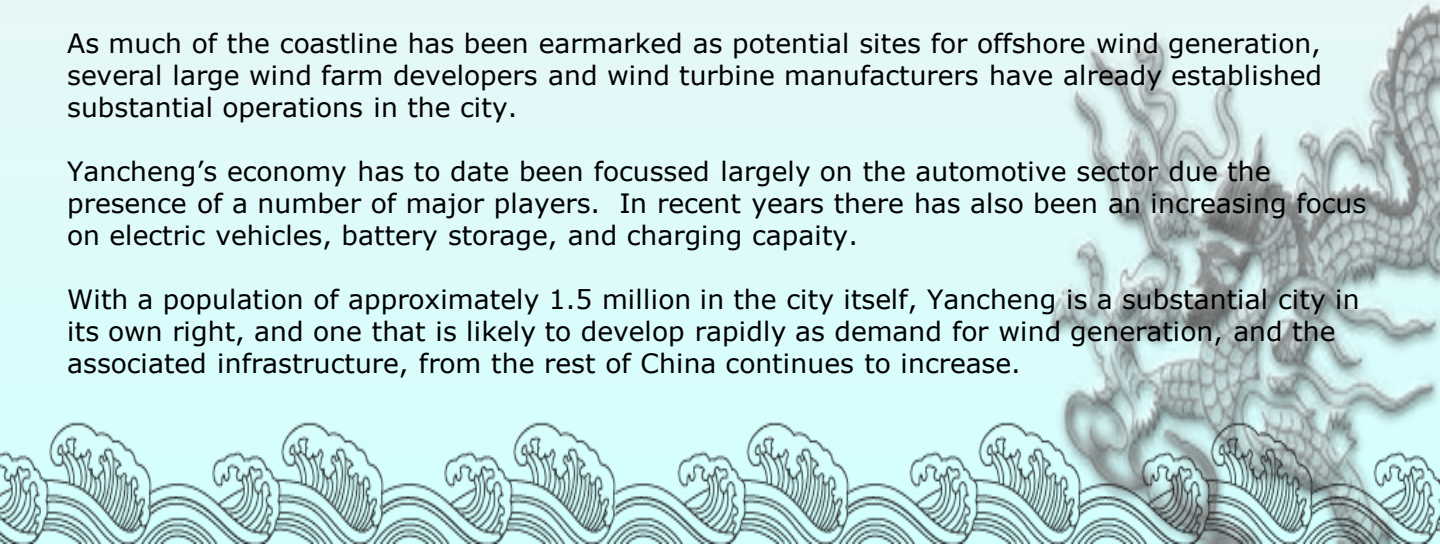 As much of the coastline has been earmarked as potential sites for offshore wind generation,
several large wind farm developers and wind turbine manufacturers have already established
substantial operations in the city.
Yancheng’s economy has to date been focussed largely on the automotive sector due the
presence of a number of major players.  In recent years there has also been an increasing focus
on electric vehicles, battery storage, and charging capaity.
With a population of approximately 1.5 million in the city itself, Yancheng is a substantial city in
its own right, and one that is likely to develop rapidly as demand for wind generation, and the
associated infrastructure, from the rest of China continues to increase.